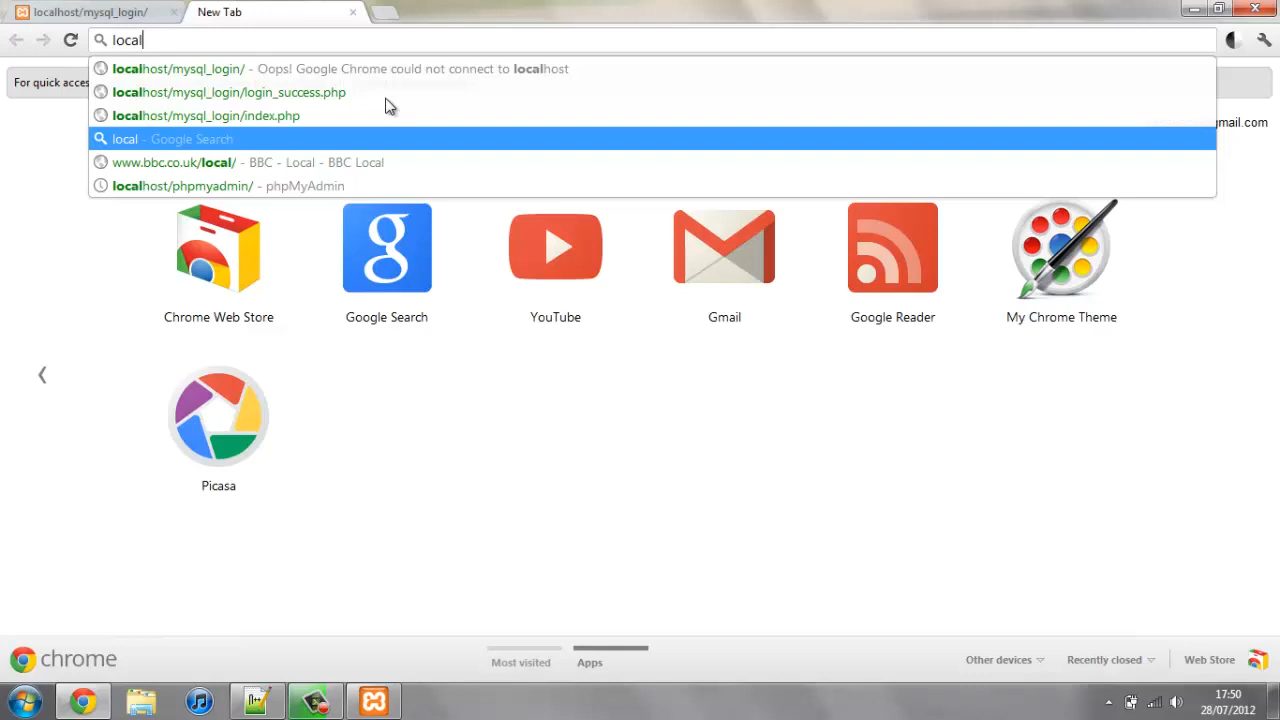 localhost/mysql_login/
New Tab
local
localhost/mysql_login/ - Oops! Google Chrome could not connect to localhost
For quick acces
localhost/mysql_login/login_success.php
localhost/mysql_login/index.php
gmail.com
local - Google Search
www.bbc.co.uk/local/ - BBC - Local - BBC Local
localhost/phpmyadmin/ - phpMyAdmin
Chrome Web Store
Google Search
YouTube
Gmail
Google Reader
My Chrome Theme
Picasa
chrome
Most visited
Apps
Other devices
Recently closed
Web Store
17:50
28/07/2012